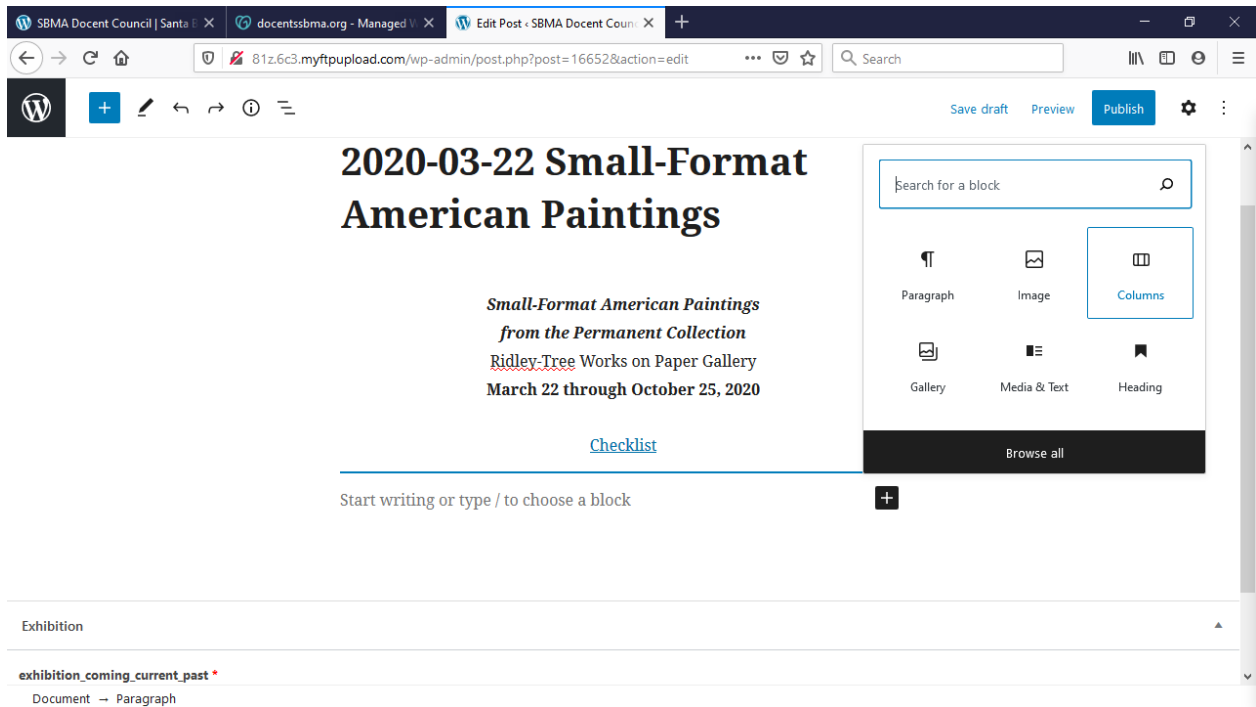 SBMA Docent Council | Santa B
docentssbma.org - Managed W
Edit Post ‹ SBMA Docent Counc
81z.6c3.myftpupload.com/wp-admin/post.php?post=16652&action=edit
Search
Save draft
Preview
Publish
2020-03-22 Small-Format
American Paintings
Search for a block
Paragraph
Image
Columns
Gallery
Media & Text
Heading
Browse all
Small-Format American Paintings
from the Permanent Collection
Ridley-Tree Works on Paper Gallery
March 22 through October 25, 2020
Checklist
Start writing or type / to choose a block
Exhibition
exhibition_coming_current_past *
Document → Paragraph